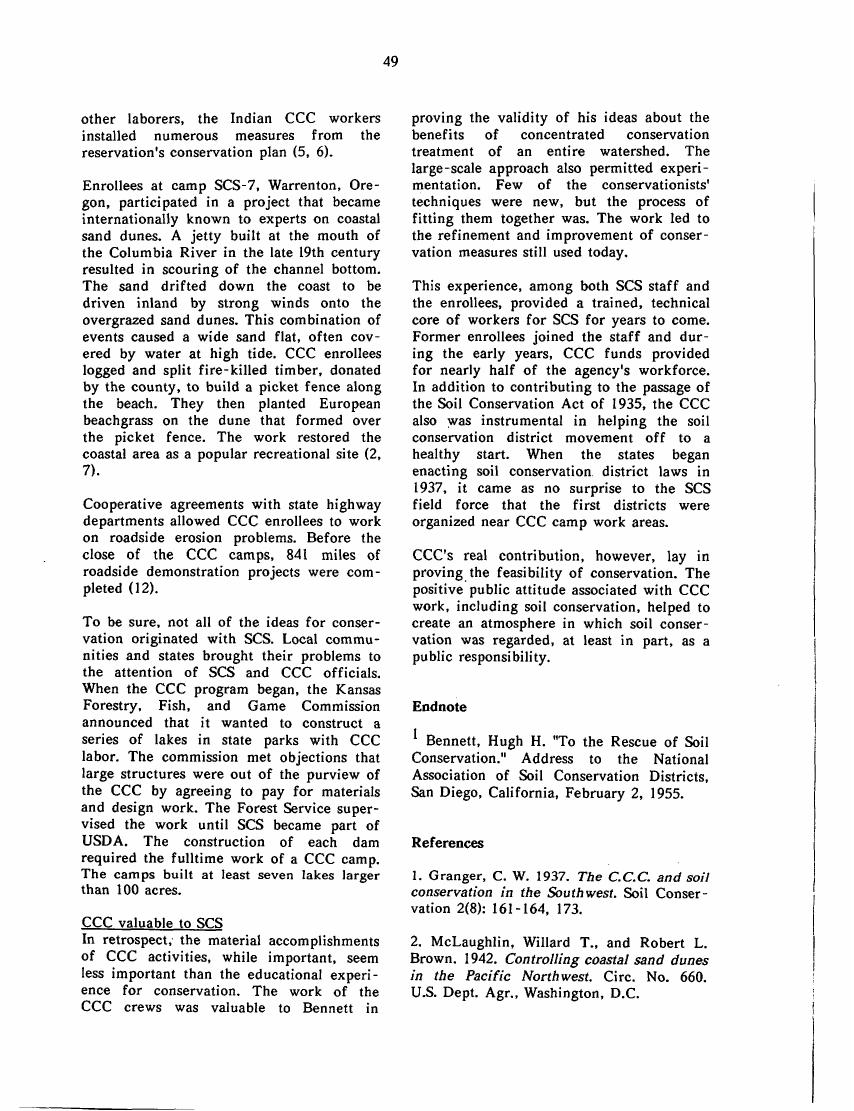 49
other laborers, the Indian CCC workers
installed numerous measures from the
reservation's conservation plan (5, 6).
Enrollees at camp SCS-7, Warrenton, Ore-
gon, participated in a project that became
internationally known to experts on coastal
sand dunes. A jetty built at the mouth of
the Columbia River in the late 19th century
resulted in scouring of the channel bottom.
The sand drifted down the coast to be
driven inland by strong winds onto the
overgrazed sand dunes. This combination of
events caused a wide sand flat, often cov-
ered by water at high tide. CCC enrollees
logged and split fire-killed timber, donated
by the county, to build a picket fence along
the beach. They then planted European
beachgrass on the dune that formed over
the picket fence. The work restored the
coastal area as a popular recreational site (2,
7).
Cooperative agreements with state highway
departments allowed CCC enrollees to work
on roadside erosion problems. Before the
close of the CCC camps, 841 miles of
roadside demonstration projects were com-
pleted (12).
To be sure, not all of the ideas for conser-
vation originated with SCS. Local commu-
nities and states brought their problems to
the attention of SCS and CCC officials.
When the CCC program began, the Kansas
Forestry, Fish, and Game Commission
announced that it wanted to construct a
series of lakes in state parks with CCC
labor. The commission met objections that
large structures were out of the purview of
the CCC by agreeing to pay for materials
and design work. The Forest Service super-
vised the work until SCS became part of
USDA. The construction of each dam
required the fulltime work of a CCC camp.
The camps built at least seven lakes larger
than 100 acres.
CCC valuable to SCS
In retrospect, the material accomplishments
of CCC activities, while important, seem
less important than the educational experi-
ence for conservation. The work of the
CCC crews was valuable to Bennett in
proving the validity of his ideas about the
benefits of concentrated conservation
treatment of an entire watershed. The
large-scale approach also permitted experi-
mentation. Few of the conservationists'
techniques were new, but the process of
fitting them together was. The work led to
the refinement and improvement of conser-
vation measures still used today.
This experience, among both SCS staff and
the enrollees, provided a trained, technical
core of workers for SCS for years to come.
Former enrollees joined the staff and dur-
ing the early years, CCC funds provided
for nearly half of the agency's workforce.
In addition to contributing to the passage of
the Soil Conservation Act of 1935, the CCC
also was instrumental in helping the soil
conservation district movement off to a
healthy start. When the states began
enacting soil conservation district laws in
1937, it came as no surprise to the SCS
field force that the first districts were
organized near CCC camp work areas.
CCC's real contribution, however, lay in
proving the feasibility of conservation. The
positive public attitude associated with CCC
work, including soil conservation, helped to
create an atmosphere in which soil conser-
vation was regarded, at least in part, as a
public responsibility.
Endnote
1 Bennett, Hugh H. "To the Rescue of Soil
Conservation." Address to the National
Association of Soil Conservation Districts,
San Diego, California, February 2, 1955.
References
1. Granger, C. W. 1937. The C.C.C. and soil
conservation in the Southwest. Soil Conser-
vation 2(8): 161-164, 173.
2. McLaughlin, Willard T., and Robert L.
Brown. 1942. Controlling coastal sand dunes
in the Pacific Northwest. Circ. No. 660.
U.S. Dept. Agr., Washington, D.C.